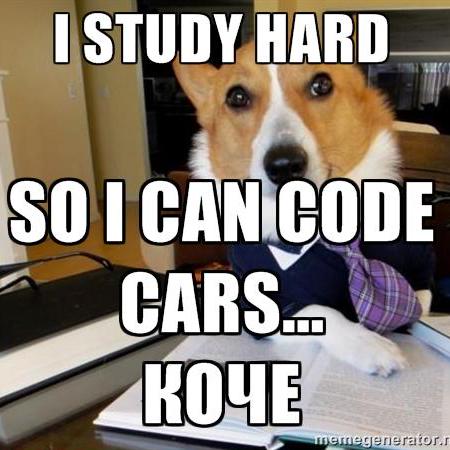 I STUDY HARD
SO I CAN CODE
CARS...
КОЧЕ
memegenerator.n